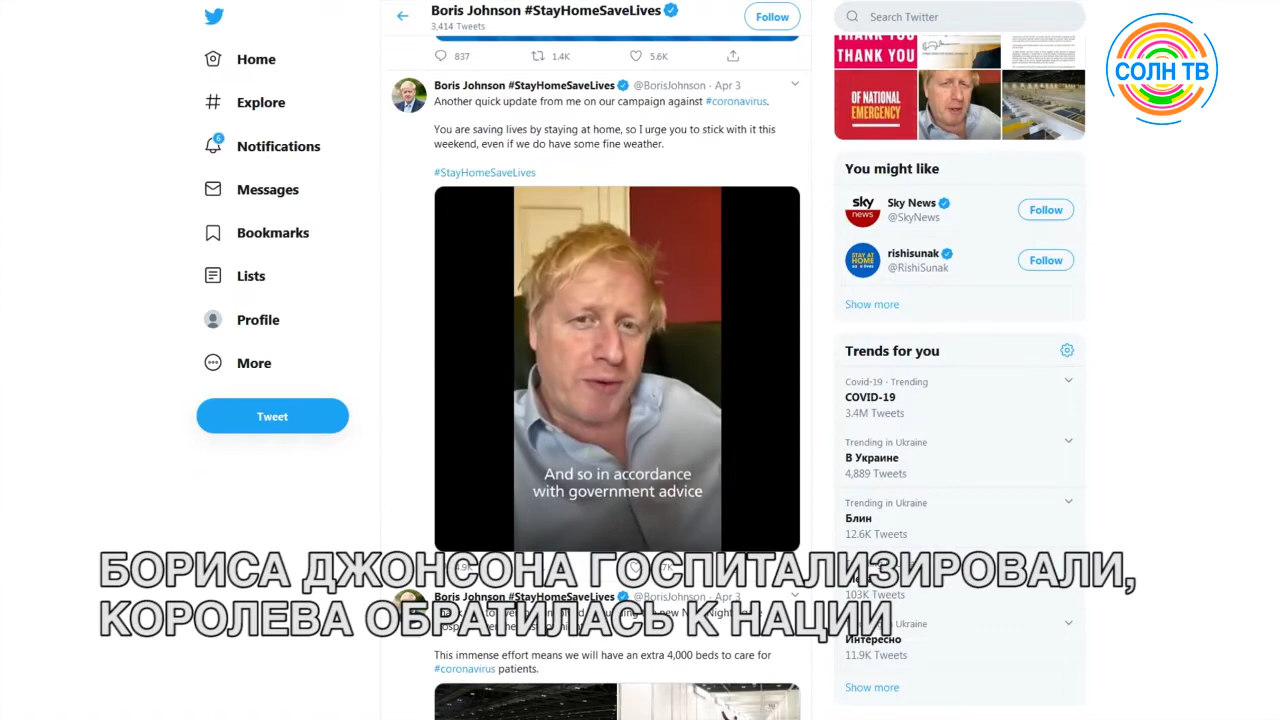 Home
Explore
6
Notifications
Messages
Bookmarks
Lists
Profile
More
Tweet
Boris Johnson #StayHomeSaveLives
3,414 Tweets
Follow
837 1.4K 5.6K
Boris Johnson #StayHomeSaveLives @BorisJohnson · Apr 3
Another quick update from me on our campaign against #coronavirus.
You are saving lives by staying at home, so I urge you to stick with it this
weekend, even if we do have some fine weather.
#StayHomeSaveLives
And so in accordance
with government advice
БОРИСА ДЖОНСОНА ГОСПИТАЛИЗИРОВАЛИ,
КОРОЛЕВА ОБРАТИЛАСЬ К НАЦИИ
Boris Johnson #StayHomeSaveLives @BorisJohnson · Apr 3
This immense effort means we will have an extra 4,000 beds to care for
#coronavirus patients.
Search Twitter
СОЛН ТВ
THANK YOU
OF NATIONAL
EMERGENCY
You might like
sky
news
Sky News
@SkyNews
Follow
STAY AT
HOME
rishisunak
@RishiSunak
Follow
Show more
Trends for you
Covid-19 · Trending
COVID-19
3.4M Tweets
Trending in Ukraine
В Украине
4,889 Tweets
Trending in Ukraine
Блин
12.6K Tweets
103K Tweets
Ukraine
Интересно
11.9K Tweets
Show more